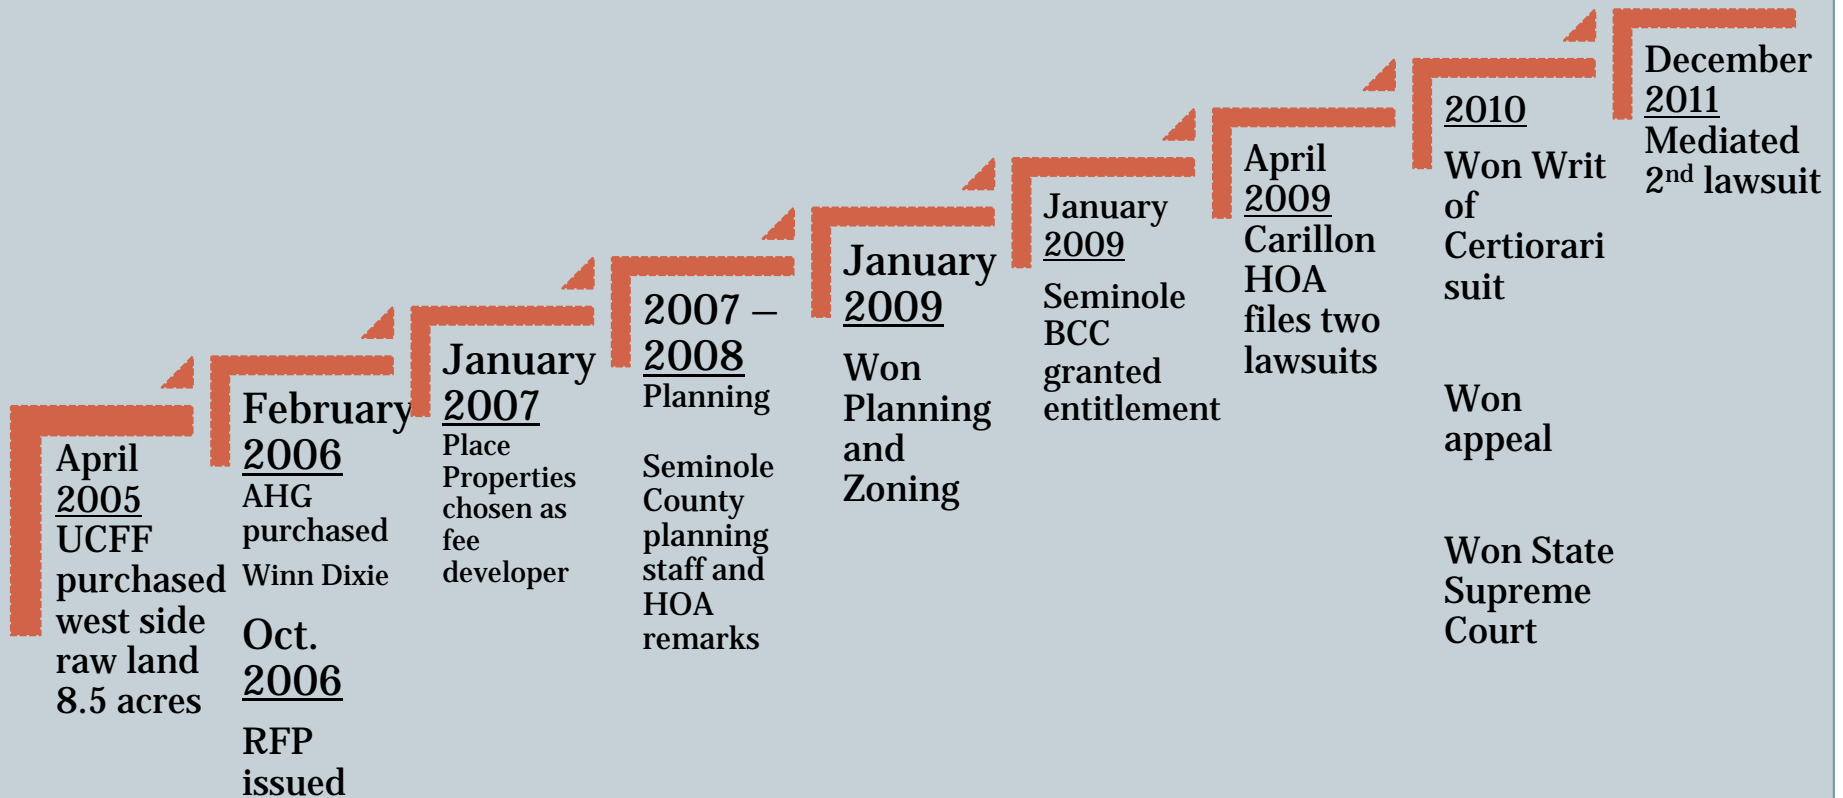 April
2005
UCFF
purchased
west side
raw land
8.5 acres
February
2006
AHG
purchased
Winn Dixie
Oct.
2006
RFP
issued
January
2007
Place
Properties
chosen as
fee
developer
2007 –
2008
Planning
Seminole
County
planning
staff and
HOA
remarks
January
2009
Won
Planning
and
Zoning
January
2009
Seminole
BCC
granted
entitlement
April
2009
Carillon
HOA
files two
lawsuits
2010
Won Writ
of
Certiorari
suit
Won
appeal
Won State
Supreme
Court
December
2011
Mediated
2nd lawsuit